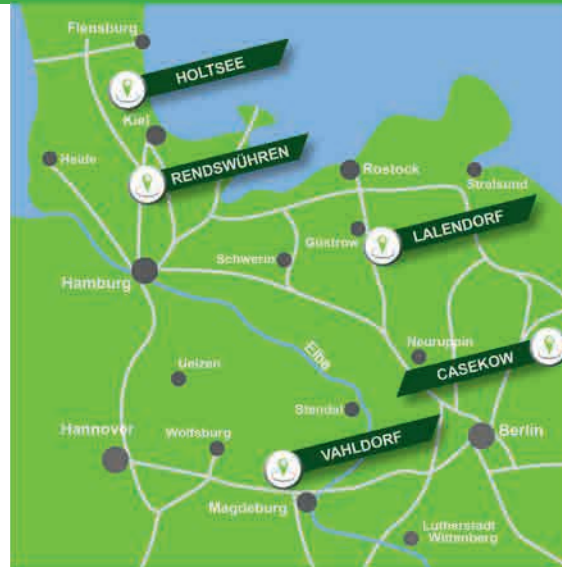 Flensburg
HOLTSEE
Kiel
Heide
RENDSWÜHREN
Rostock
Stralsund
LALENDORF
Güstrow
Schwerin
Hamburg
Neuruppin
Elbe
CASEKOW
Uelzen
Stendal
Hannover
Wolfsburg
Berlin
VAHLDORF
Magdeburg
Lutherstadt
Wittenberg